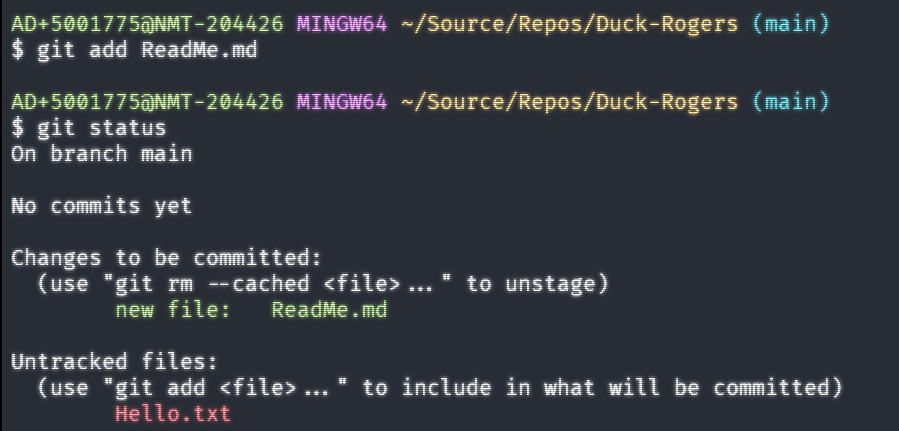 AD+5001775@NMT-204426 MINGW64 ~/Source/Repos/Duck-Rogers (main)
$ git add ReadMe.md
AD+5001775@NMT-204426 MINGW64 ~/Source/Repos/Duck-Rogers (main)
$ git status
On branch main
No commits yet
Changes to be committed:
(use "git rm --cached <file>..." to unstage)
new file: ReadMe.md
Untracked files:
(use "git add <file>..." to include in what will be committed)
Hello.txt